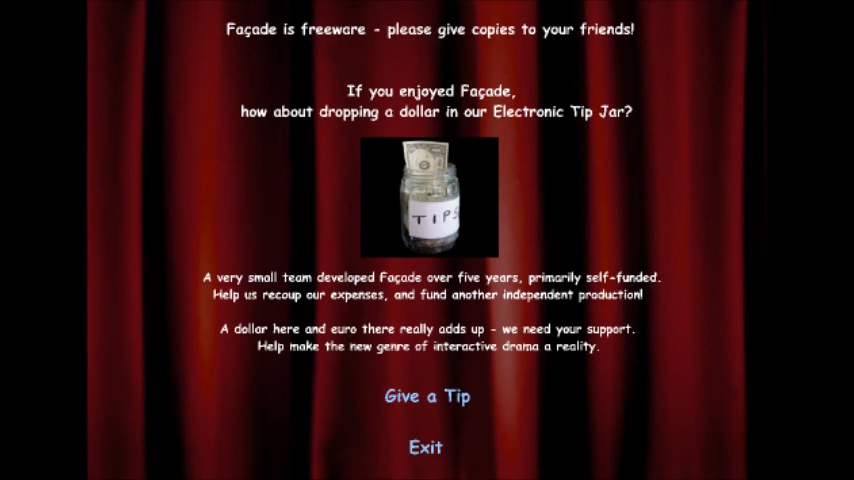 Façade is freeware - please give copies to your friends!
If you enjoyed Façade,
how about dropping a dollar in our Electronic Tip Jar?
TIPS
A very small team developed Façade over five years, primarily self-funded.
Help us recoup our expenses, and fund another independent production!
A dollar here and euro there really adds up - we need your support.
Help make the new genre of interactive drama a reality.
Give a Tip
Exit